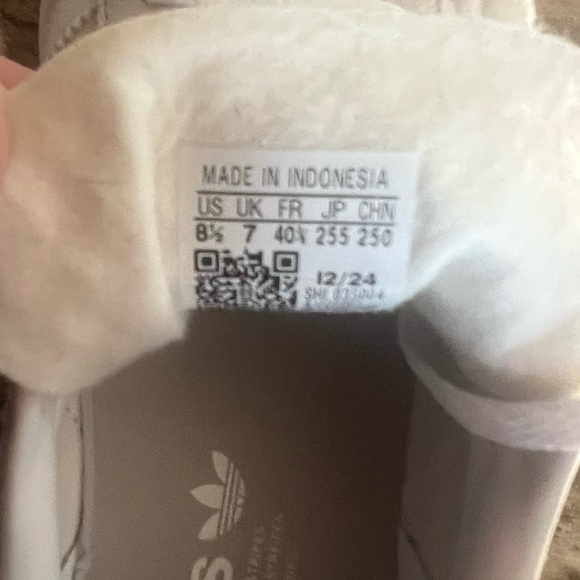 MADE IN INDONESIA
US UK FR JP CHN
8½ 7 40⅔ 255 250
12/24